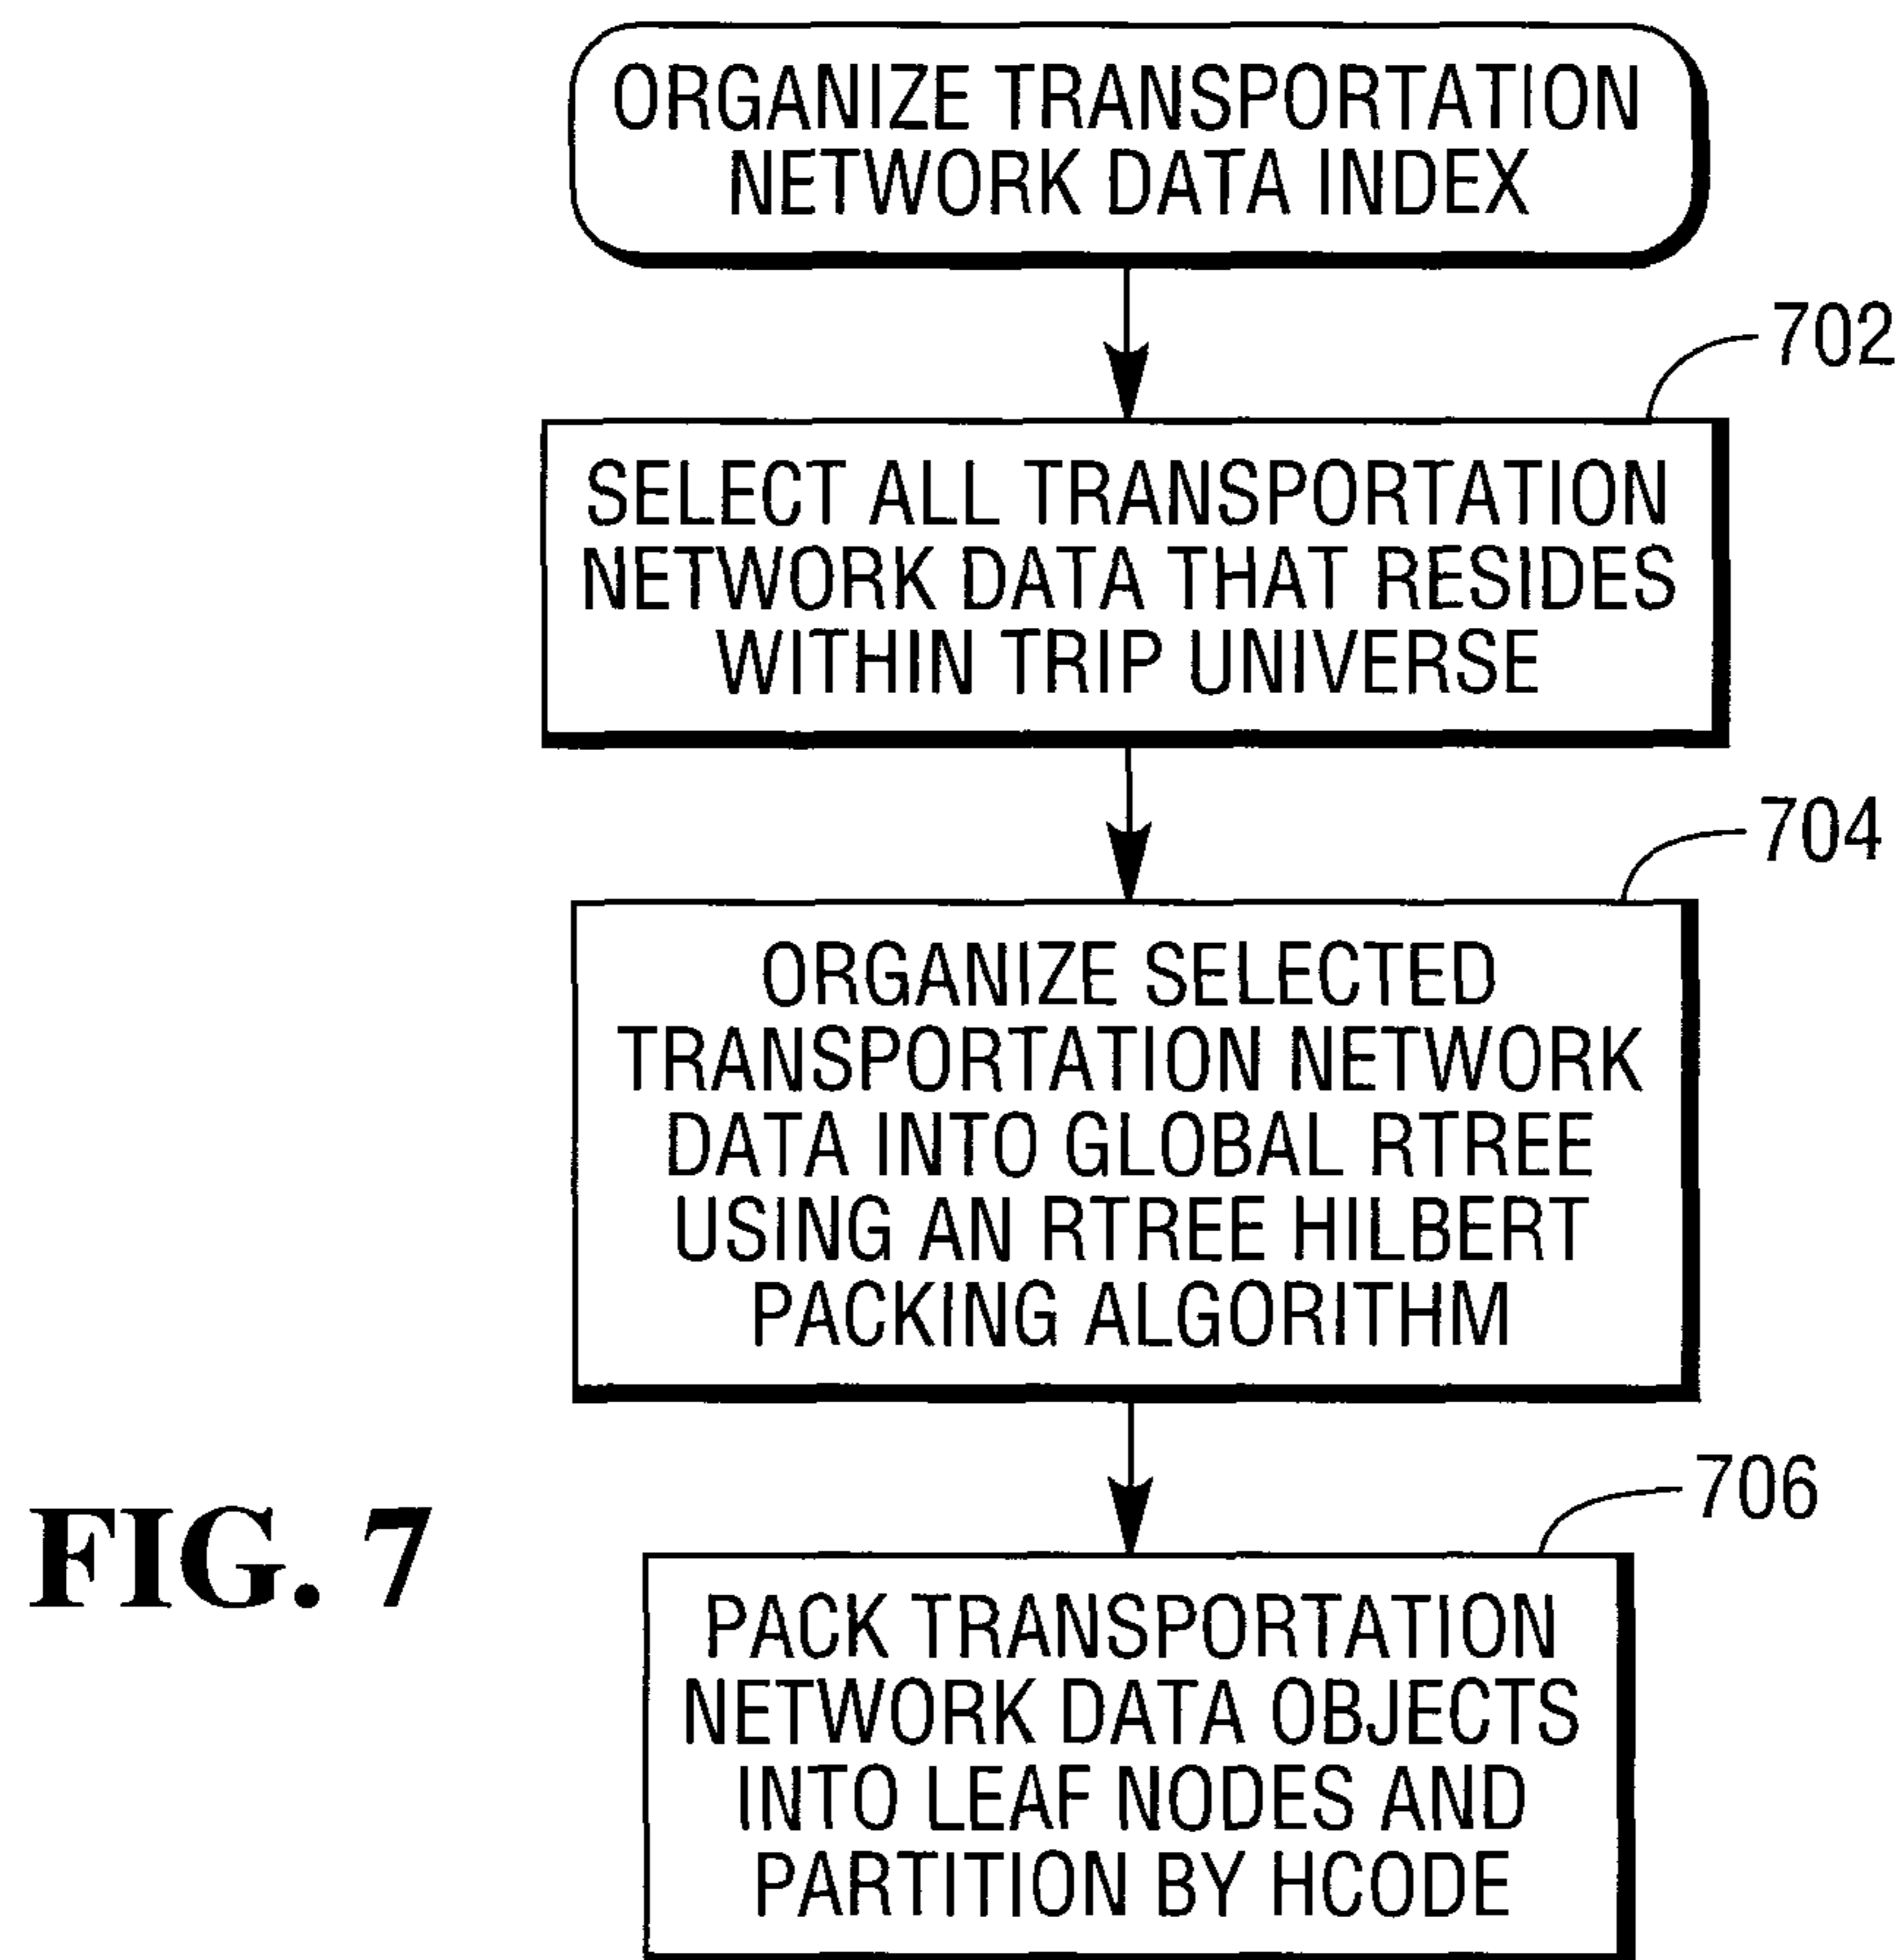 ORGANIZE TRANSPORTATION
NETWORK DATA INDEX
702
SELECT ALL TRANSPORTATION
NETWORK DATA THAT RESIDES
WITHIN TRIP UNIVERSE
704
ORGANIZE SELECTED
TRANSPORTATION NETWORK
DATA INTO GLOBAL RTREE
USING AN RTREE HILBERT
PACKING ALGORITHM
706
FIG. 7
PACK TRANSPORTATION
NETWORK DATA OBJECTS
INTO LEAF NODES AND
PARTITION BY HCODE